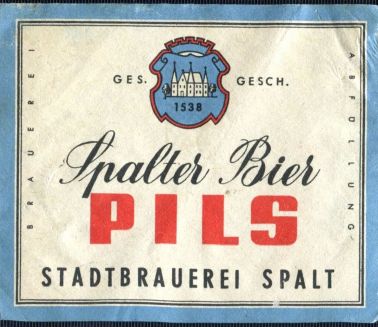 GES. GESCH.
1538
BRAUEREI
ABFÜLLUNG
Spalter Bier
PILS
STADTBRAUEREI SPALT